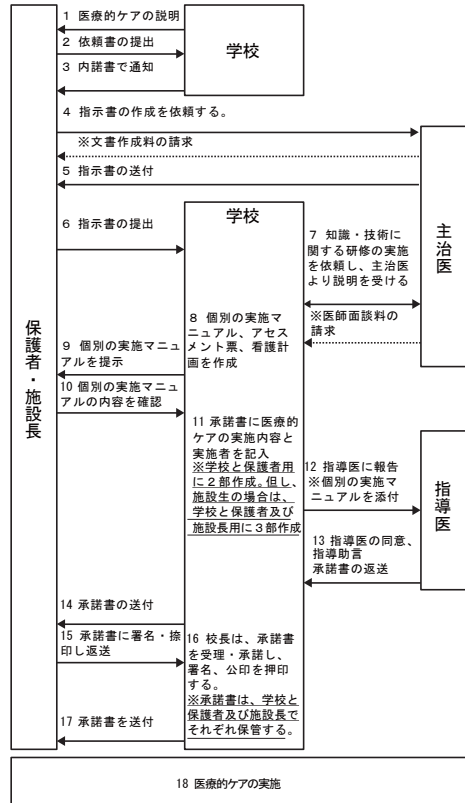 1 医療的ケアの説明
2 依頼書の提出
3 内諾書で通知
学校
4 指示書の作成を依頼する。
※文書作成料の請求
5 指示書の送付
主治医
6 指示書の提出
学校
7 知識・技術に
関する研修の実施
を依頼し、主治医
より説明を受ける
※医師面談料の
請求
8 個別の実施マ
ニュアル、アセス
メント票、看護計
画を作成
9 個別の実施マニュ
アルを提示
10 個別の実施マニュア
ルの内容を確認
保護者・施設長
11 承諾書に医療的
ケアの実施内容と
実施者を記入
※学校と保護者用
に2部作成。但し、
施設生の場合は、
学校と保護者及び
施設長用に3部作成
12 指導医に報告
※個別の実施マ
ニュアルを添付
指導医
13 指導医の同意、
指導助言
承諾書の返送
14 承諾書の送付
15 承諾書に署名・捺
印し返送
16 校長は、承諾書
を受理・承諾し、
署名、公印を押印
する。
※承諾書は、学校と
保護者及び施設長で
それぞれ保管する。
17 承諾書を送付
18 医療的ケアの実施